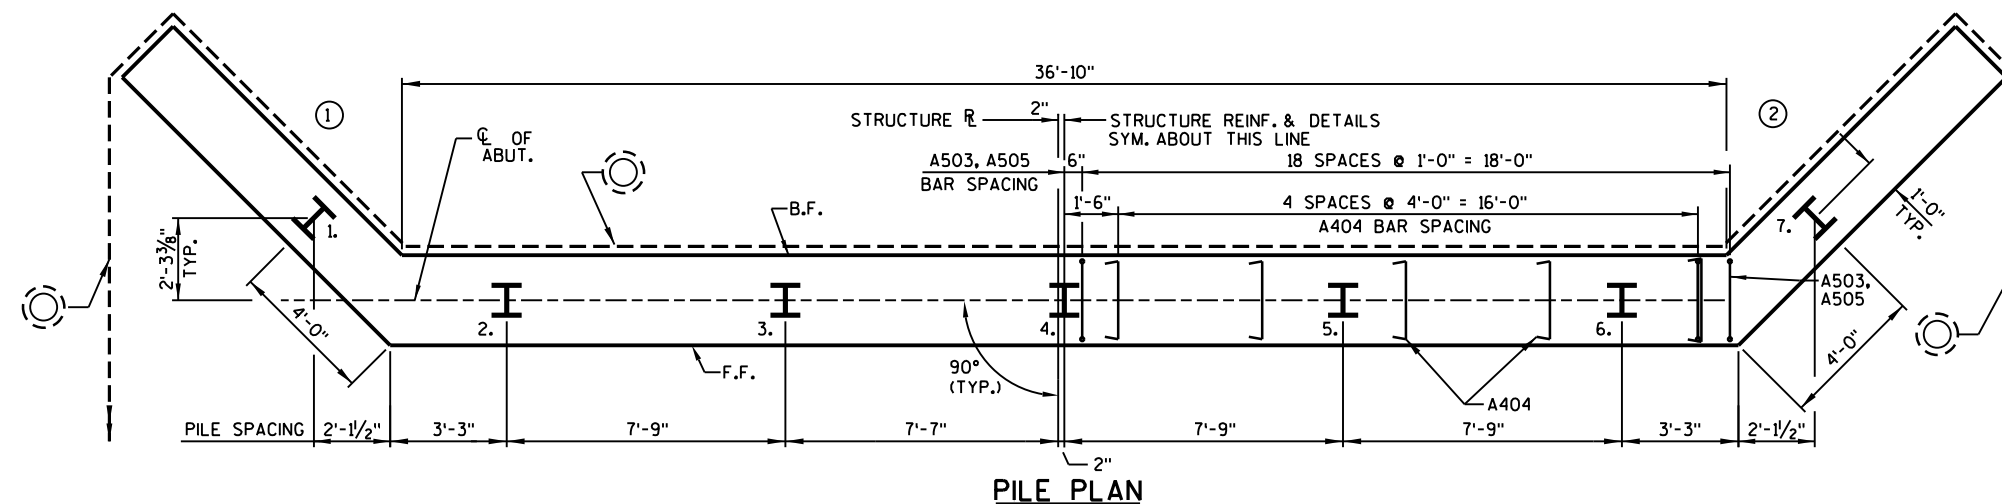 36'-10"
STRUCTURE RL
2"
STRUCTURE REINF. & DETAILS
SYM. ABOUT THIS LINE
1
2
CL OF
ABUT.
A503, A505
BAR SPACING
6"
18 SPACES @ 1'-0" = 18'-0"
1'-6"
4 SPACES @ 4'-0" = 16'-0"
A404 BAR SPACING
B.F.
1'-0"
TYP.
2'-3⅜"
TYP.
1.
7.
4'-0"
2.
3.
4.
5.
6.
A503,
A505
4'-0"
F.F.
90°
(TYP.)
A404
PILE SPACING
2'-1½"
3'-3"
7'-9"
7'-7"
7'-9"
7'-9"
3'-3"
2'-1½"
2"
PILE PLAN